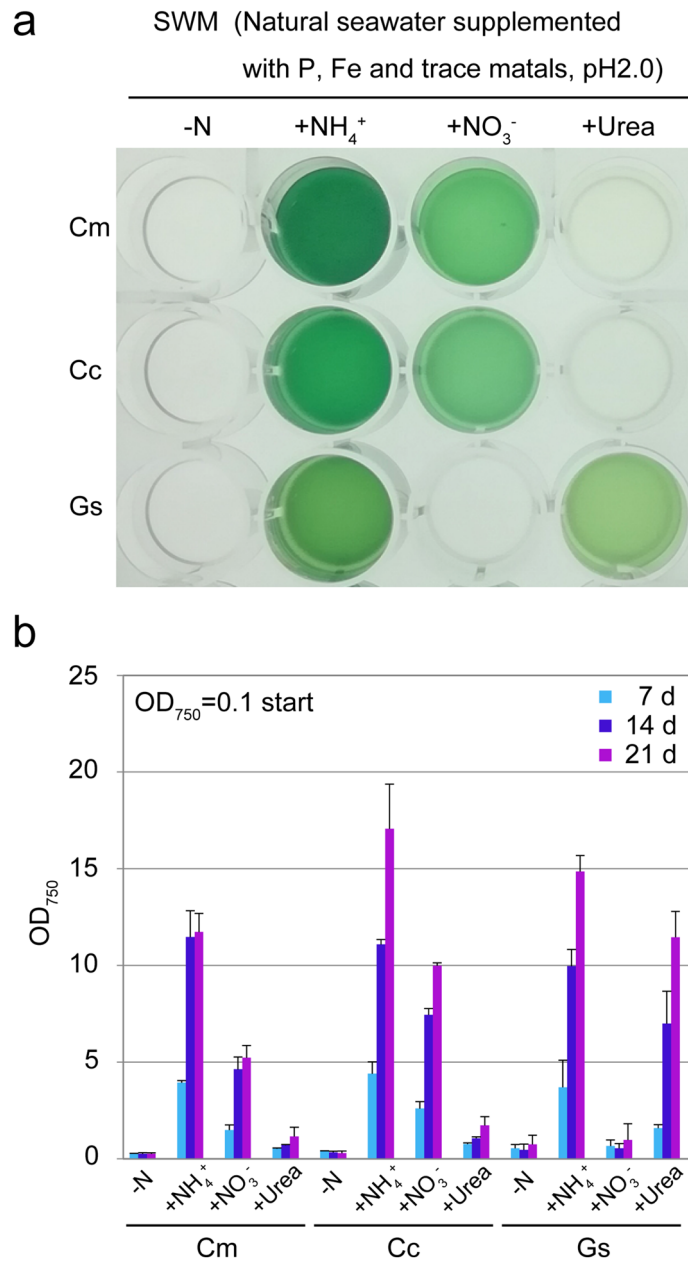 a
SWM (Natural seawater supplemented
with P, Fe and trace matals, pH2.0)
-N +NH₄⁺ +NO₃⁻ +Urea
Cm
Cc
Gs
b
25
20
15
10
5
0
OD₇₅₀
OD₇₅₀=0.1 start
7 d
14 d
21 d
-N +NH₄⁺ +NO₃⁻ +Urea -N +NH₄⁺ +NO₃⁻ +Urea -N +NH₄⁺ +NO₃⁻ +Urea
Cm Cc Gs